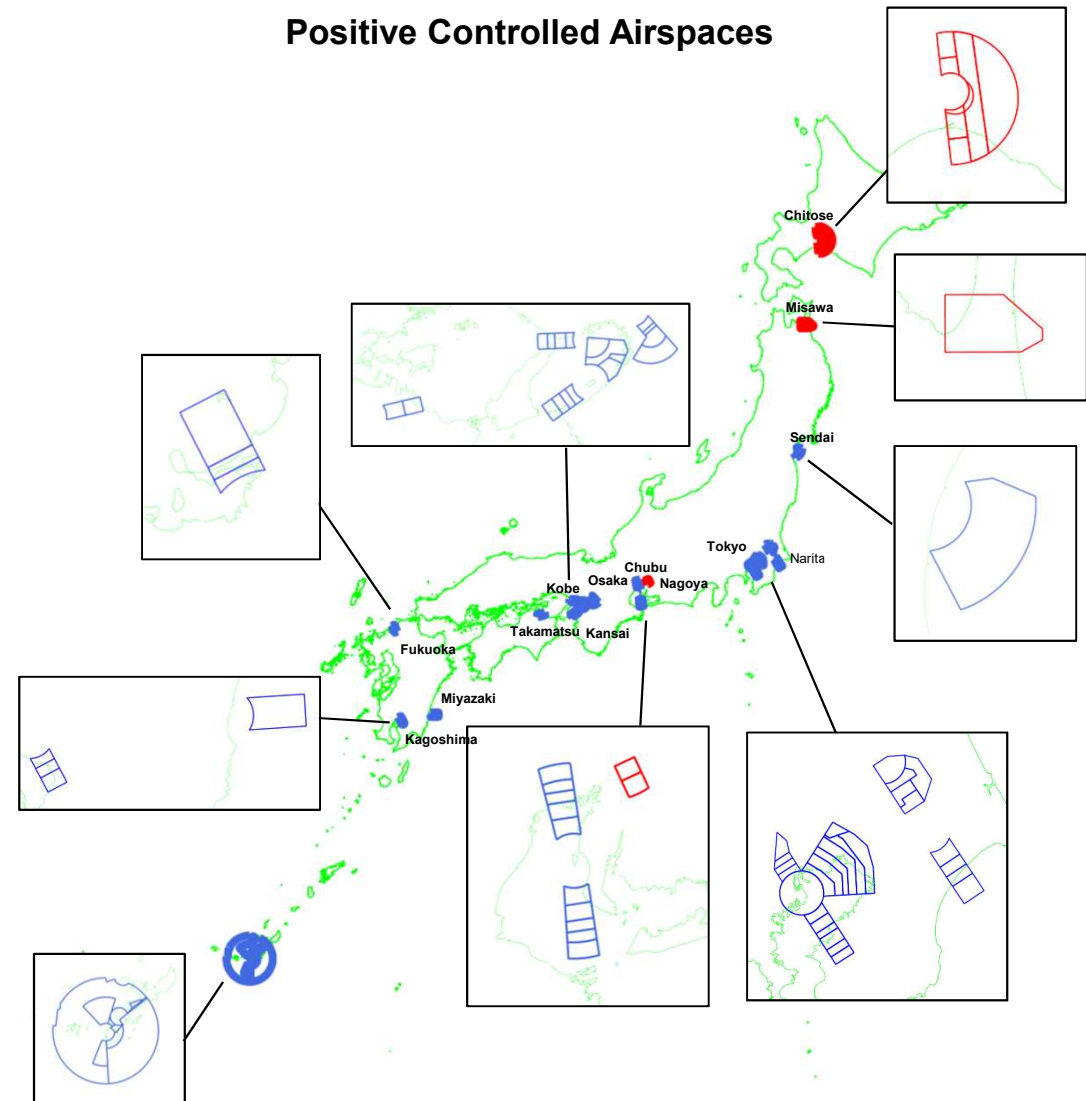 Positive Controlled Airspaces
Chitose
Misawa
Sendai
Tokyo
Narita
Chubu
Osaka
Nagoya
Kobe
Takamatsu
Kansai
Fukuoka
Miyazaki
Kagoshima